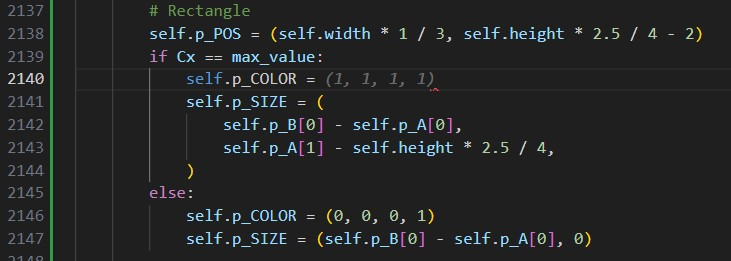 2137 # Rectangle
2138 self.p_POS = (self.width * 1 / 3, self.height * 2.5 / 4 - 2)
2139 if Cx == max_value:
2140 self.p_COLOR = (1, 1, 1, 1)
2141 self.p_SIZE = (
2142 self.p_B[0] - self.p_A[0],
2143 self.p_A[1] - self.height * 2.5 / 4,
2144 )
2145 else:
2146 self.p_COLOR = (0, 0, 0, 1)
2147 self.p_SIZE = (self.p_B[0] - self.p_A[0], 0)